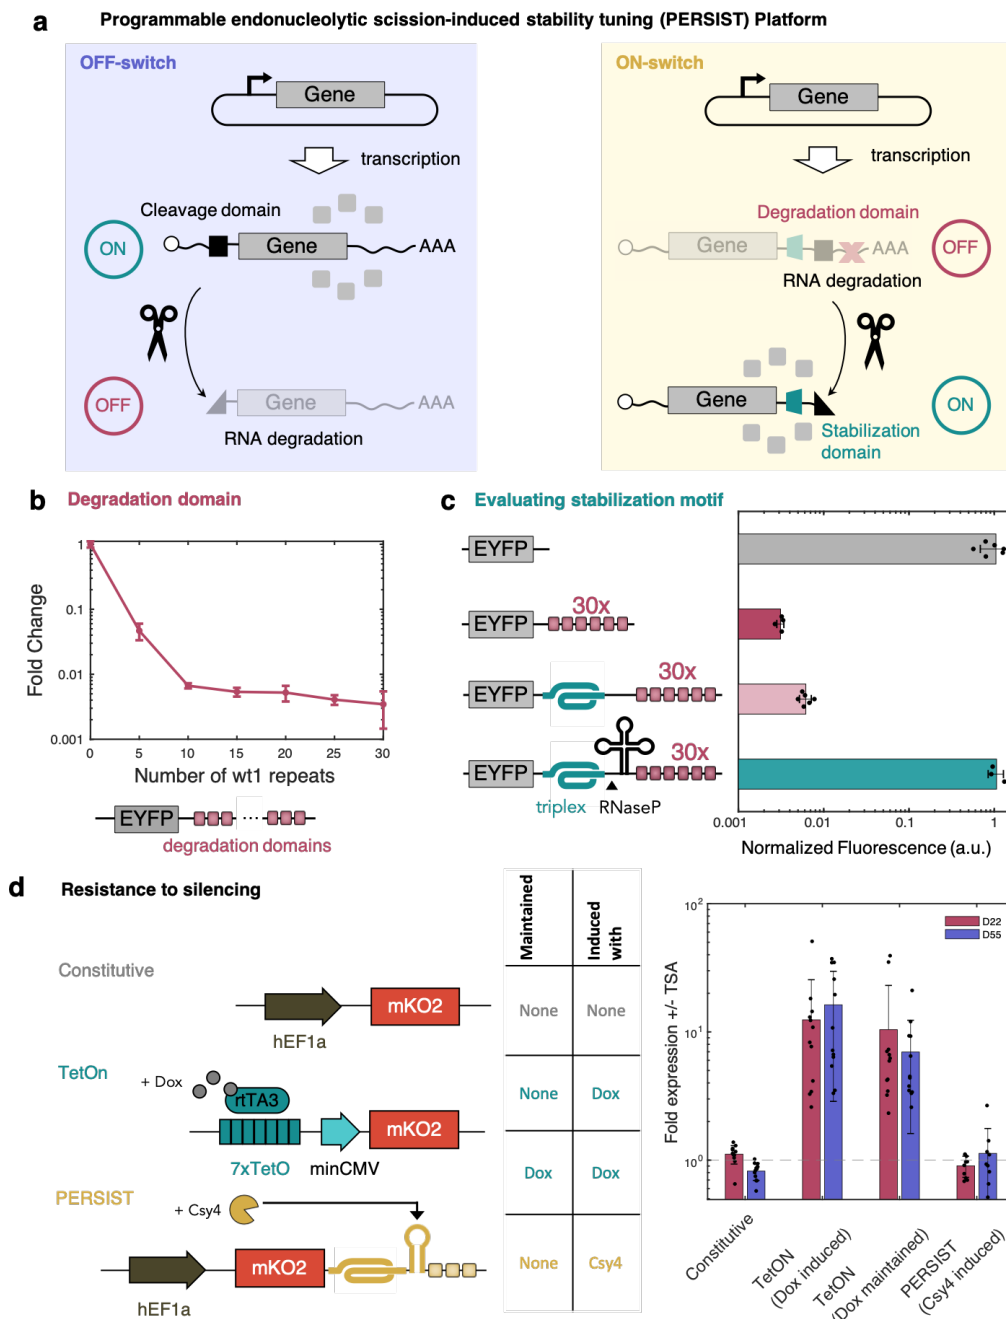 a Programmable endonucleolytic scission-induced stability tuning (PERSIST) Platform
OFF-switch
Gene
transcription
Cleavage domain
ON
Gene
AAA
OFF
Gene
AAA
RNA degradation
ON-switch
Gene
transcription
Degradation domain
Gene
AAA
OFF
RNA degradation
Gene
ON
Stabilization
domain
b Degradation domain
Fold Change
1
0.1
0.01
0.001
0 5 10 15 20 25 30
Number of wt1 repeats
EYFP
...
degradation domains
c Evaluating stabilization motif
EYFP
EYFP
30x
EYFP
30x
EYFP
30x
triplex
RNaseP
0.001 0.01 0.1 1
Normalized Fluorescence (a.u.)
d Resistance to silencing
Constitutive
mKO2
hEF1a
TetOn
+ Dox
rtTA3
mKO2
7xTetO
minCMV
PERSIST
+ Csy4
mKO2
hEF1a
Maintained
Induced with
None None
None Dox
Dox Dox
None Csy4
Fold expression +/- TSA
10²
10¹
10⁰
D22
D55
Constitutive
TetON
(Dox induced)
TetON
(Dox maintained)
PERSIST
(Csy4 induced)